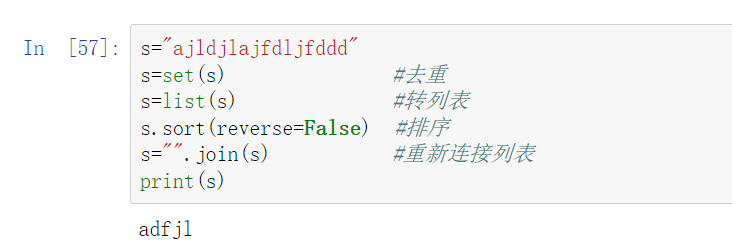 In [57]: s="ajldjlajfdljfddd"
s=set(s) #去重
s=list(s) #转列表
s.sort(reverse=False) #排序
s="".join(s) #重新连接列表
print(s)
adfjl